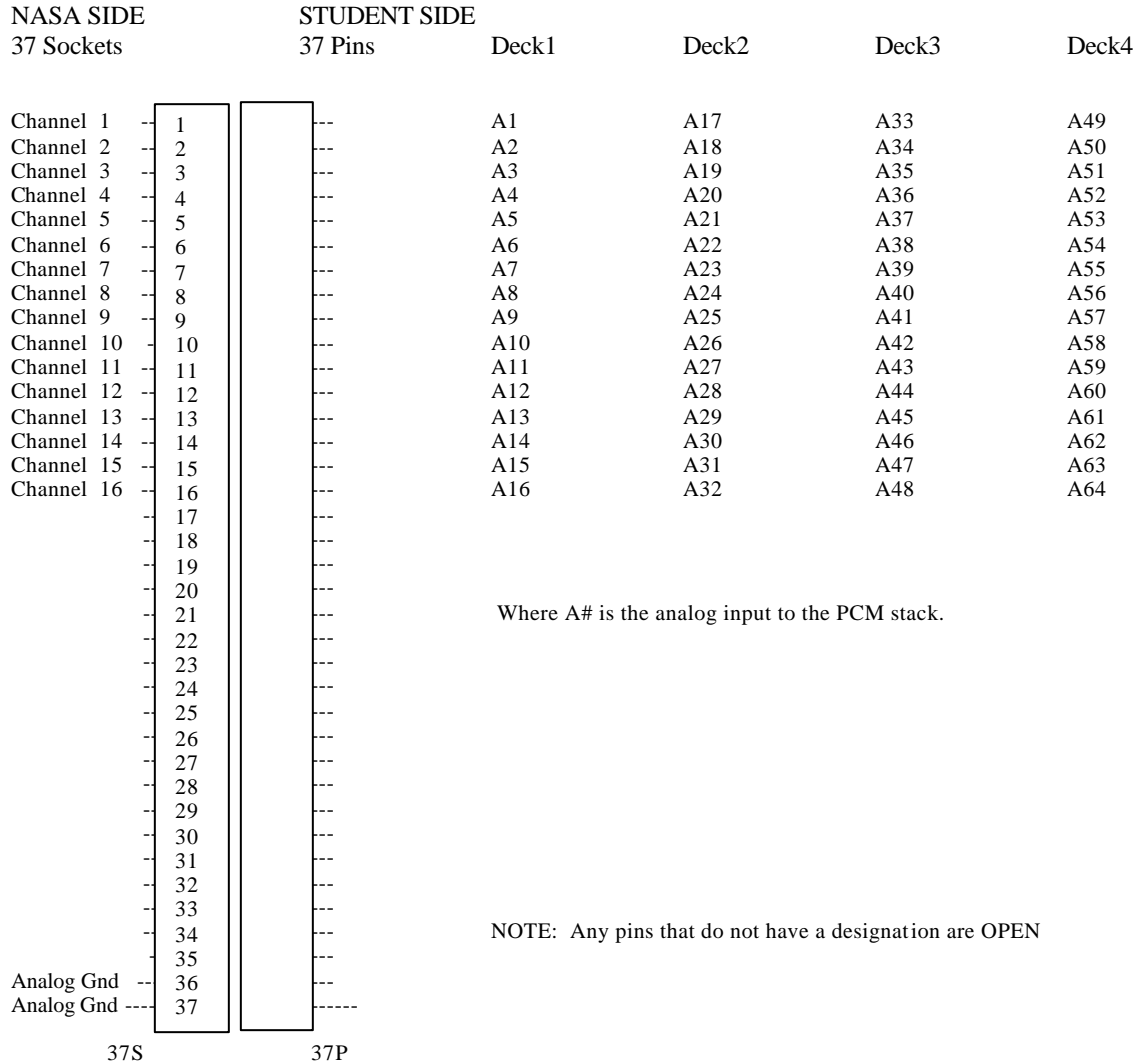 NASA SIDE STUDENT SIDE
37 Sockets 37 Pins Deck1 Deck2 Deck3 Deck4
Channel 1 -- 1 --- A1 A17 A33 A49
Channel 2 -- 2 --- A2 A18 A34 A50
Channel 3 -- 3 --- A3 A19 A35 A51
Channel 4 -- 4 --- A4 A20 A36 A52
Channel 5 -- 5 --- A5 A21 A37 A53
Channel 6 -- 6 --- A6 A22 A38 A54
Channel 7 -- 7 --- A7 A23 A39 A55
Channel 8 -- 8 --- A8 A24 A40 A56
Channel 9 -- 9 --- A9 A25 A41 A57
Channel 10 - 10 --- A10 A26 A42 A58
Channel 11 -- 11 --- A11 A27 A43 A59
Channel 12 -- 12 --- A12 A28 A44 A60
Channel 13 -- 13 --- A13 A29 A45 A61
Channel 14 -- 14 --- A14 A30 A46 A62
Channel 15 -- 15 --- A15 A31 A47 A63
Channel 16 -- 16 --- A16 A32 A48 A64
-- 17 ---
-- 18 ---
-- 19 ---
-- 20 ---
-- 21 --- Where A# is the analog input to the PCM stack.
-- 22 ---
-- 23 ---
-- 24 ---
-- 25 ---
-- 26 ---
-- 27 ---
-- 28 ---
-- 29 ---
-- 30 ---
-- 31 ---
-- 32 ---
-- 33 ---
-- 34 --- NOTE: Any pins that do not have a designation are OPEN
- 35 ---
Analog Gnd -- 36 ---
Analog Gnd ---- 37 ------
37S 37P